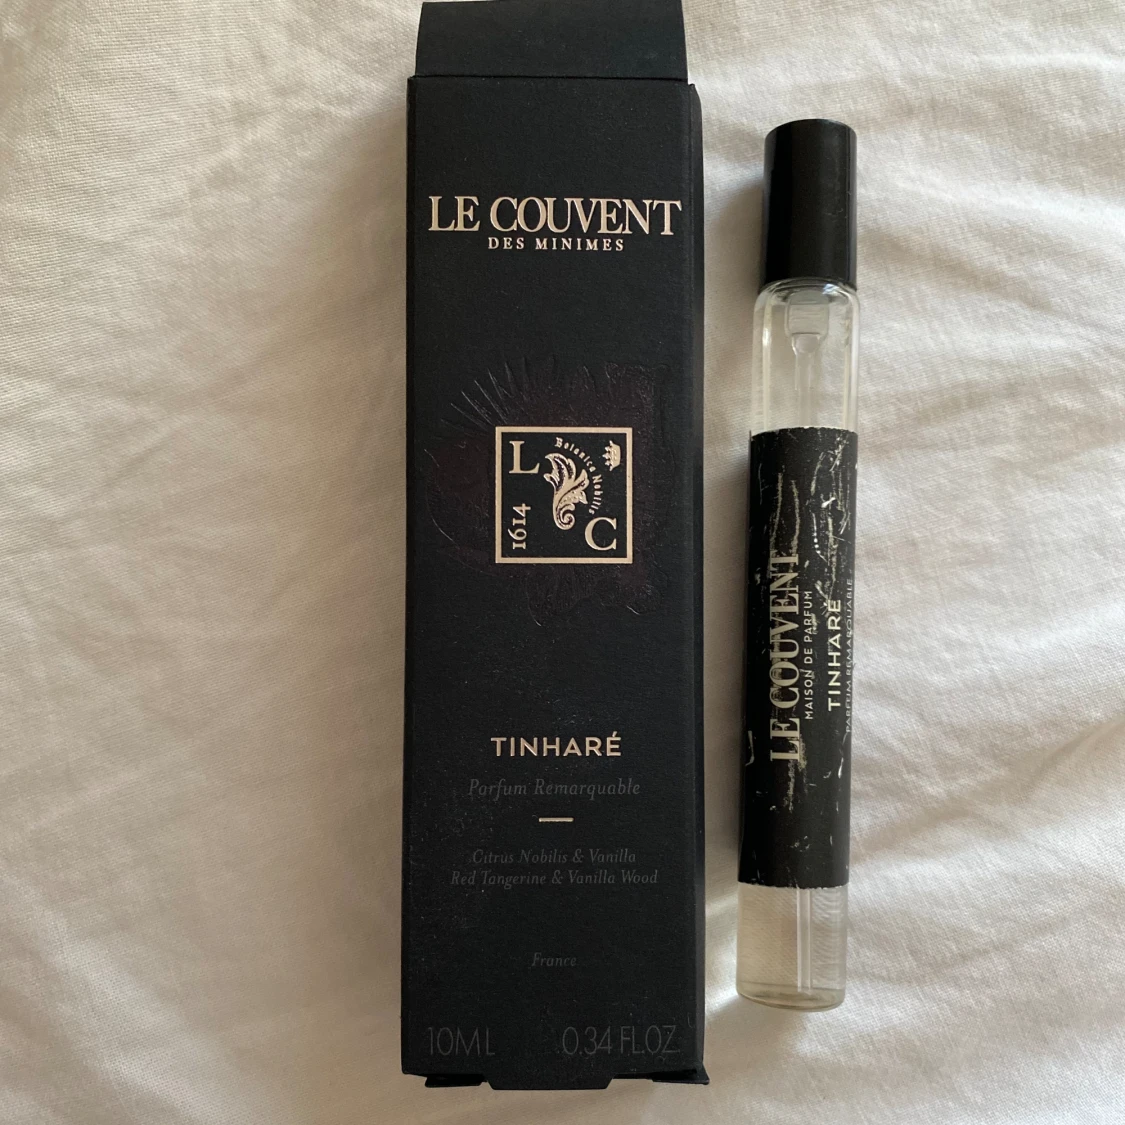 LE COUVENT
DES MINIMES
L
Botanica Nobilis
1614
C
TINHARÉ
Parfum Remarquable
Citrus Nobilis & Vanilla
Red Tangerine & Vanilla Wood
France
10ML 0.34 FL.OZ
LE COUVENT
MAISON DE PARFUM
TINHARÉ
PARFUM REMARQUABLE